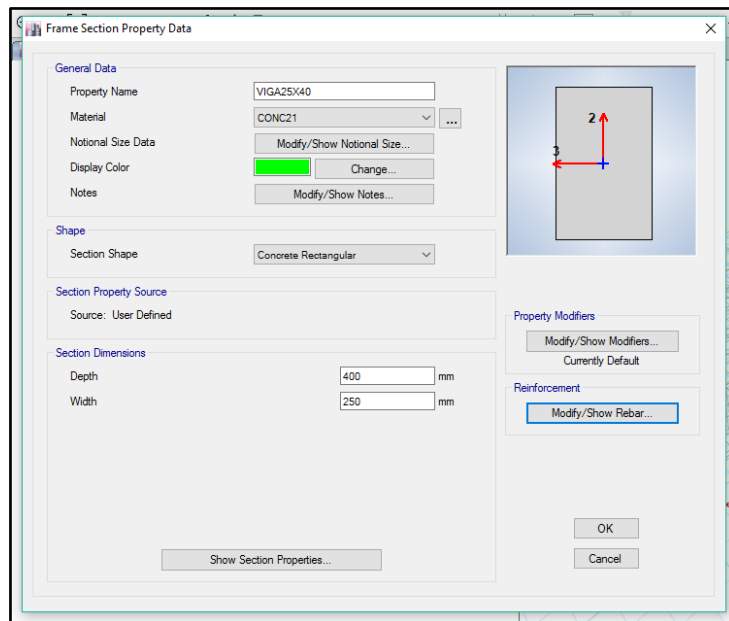 Frame Section Property Data
General Data
Property Name VIGA25X40
Material CONC21 ...
Notional Size Data Modify/Show Notional Size...
Display Color Change...
Notes Modify/Show Notes...
Shape
Section Shape Concrete Rectangular
Section Property Source
Source: User Defined
Section Dimensions
Depth 400 mm
Width 250 mm
Show Section Properties...
2
3
Property Modifiers
Modify/Show Modifiers...
Currently Default
Reinforcement
Modify/Show Rebar...
OK
Cancel